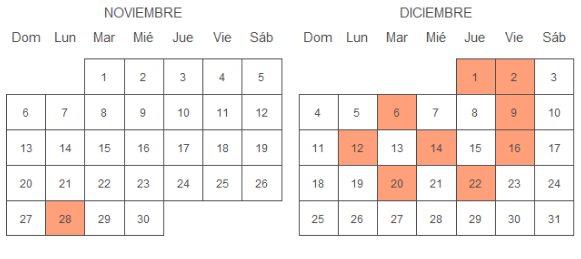 NOVIEMBRE
Dom Lun Mar Mié Jue Vie Sáb
1 2 3 4 5
6 7 8 9 10 11 12
13 14 15 16 17 18 19
20 21 22 23 24 25 26
27 28 29 30
DICIEMBRE
Dom Lun Mar Mié Jue Vie Sáb
1 2 3
4 5 6 7 8 9 10
11 12 13 14 15 16 17
18 19 20 21 22 23 24
25 26 27 28 29 30 31